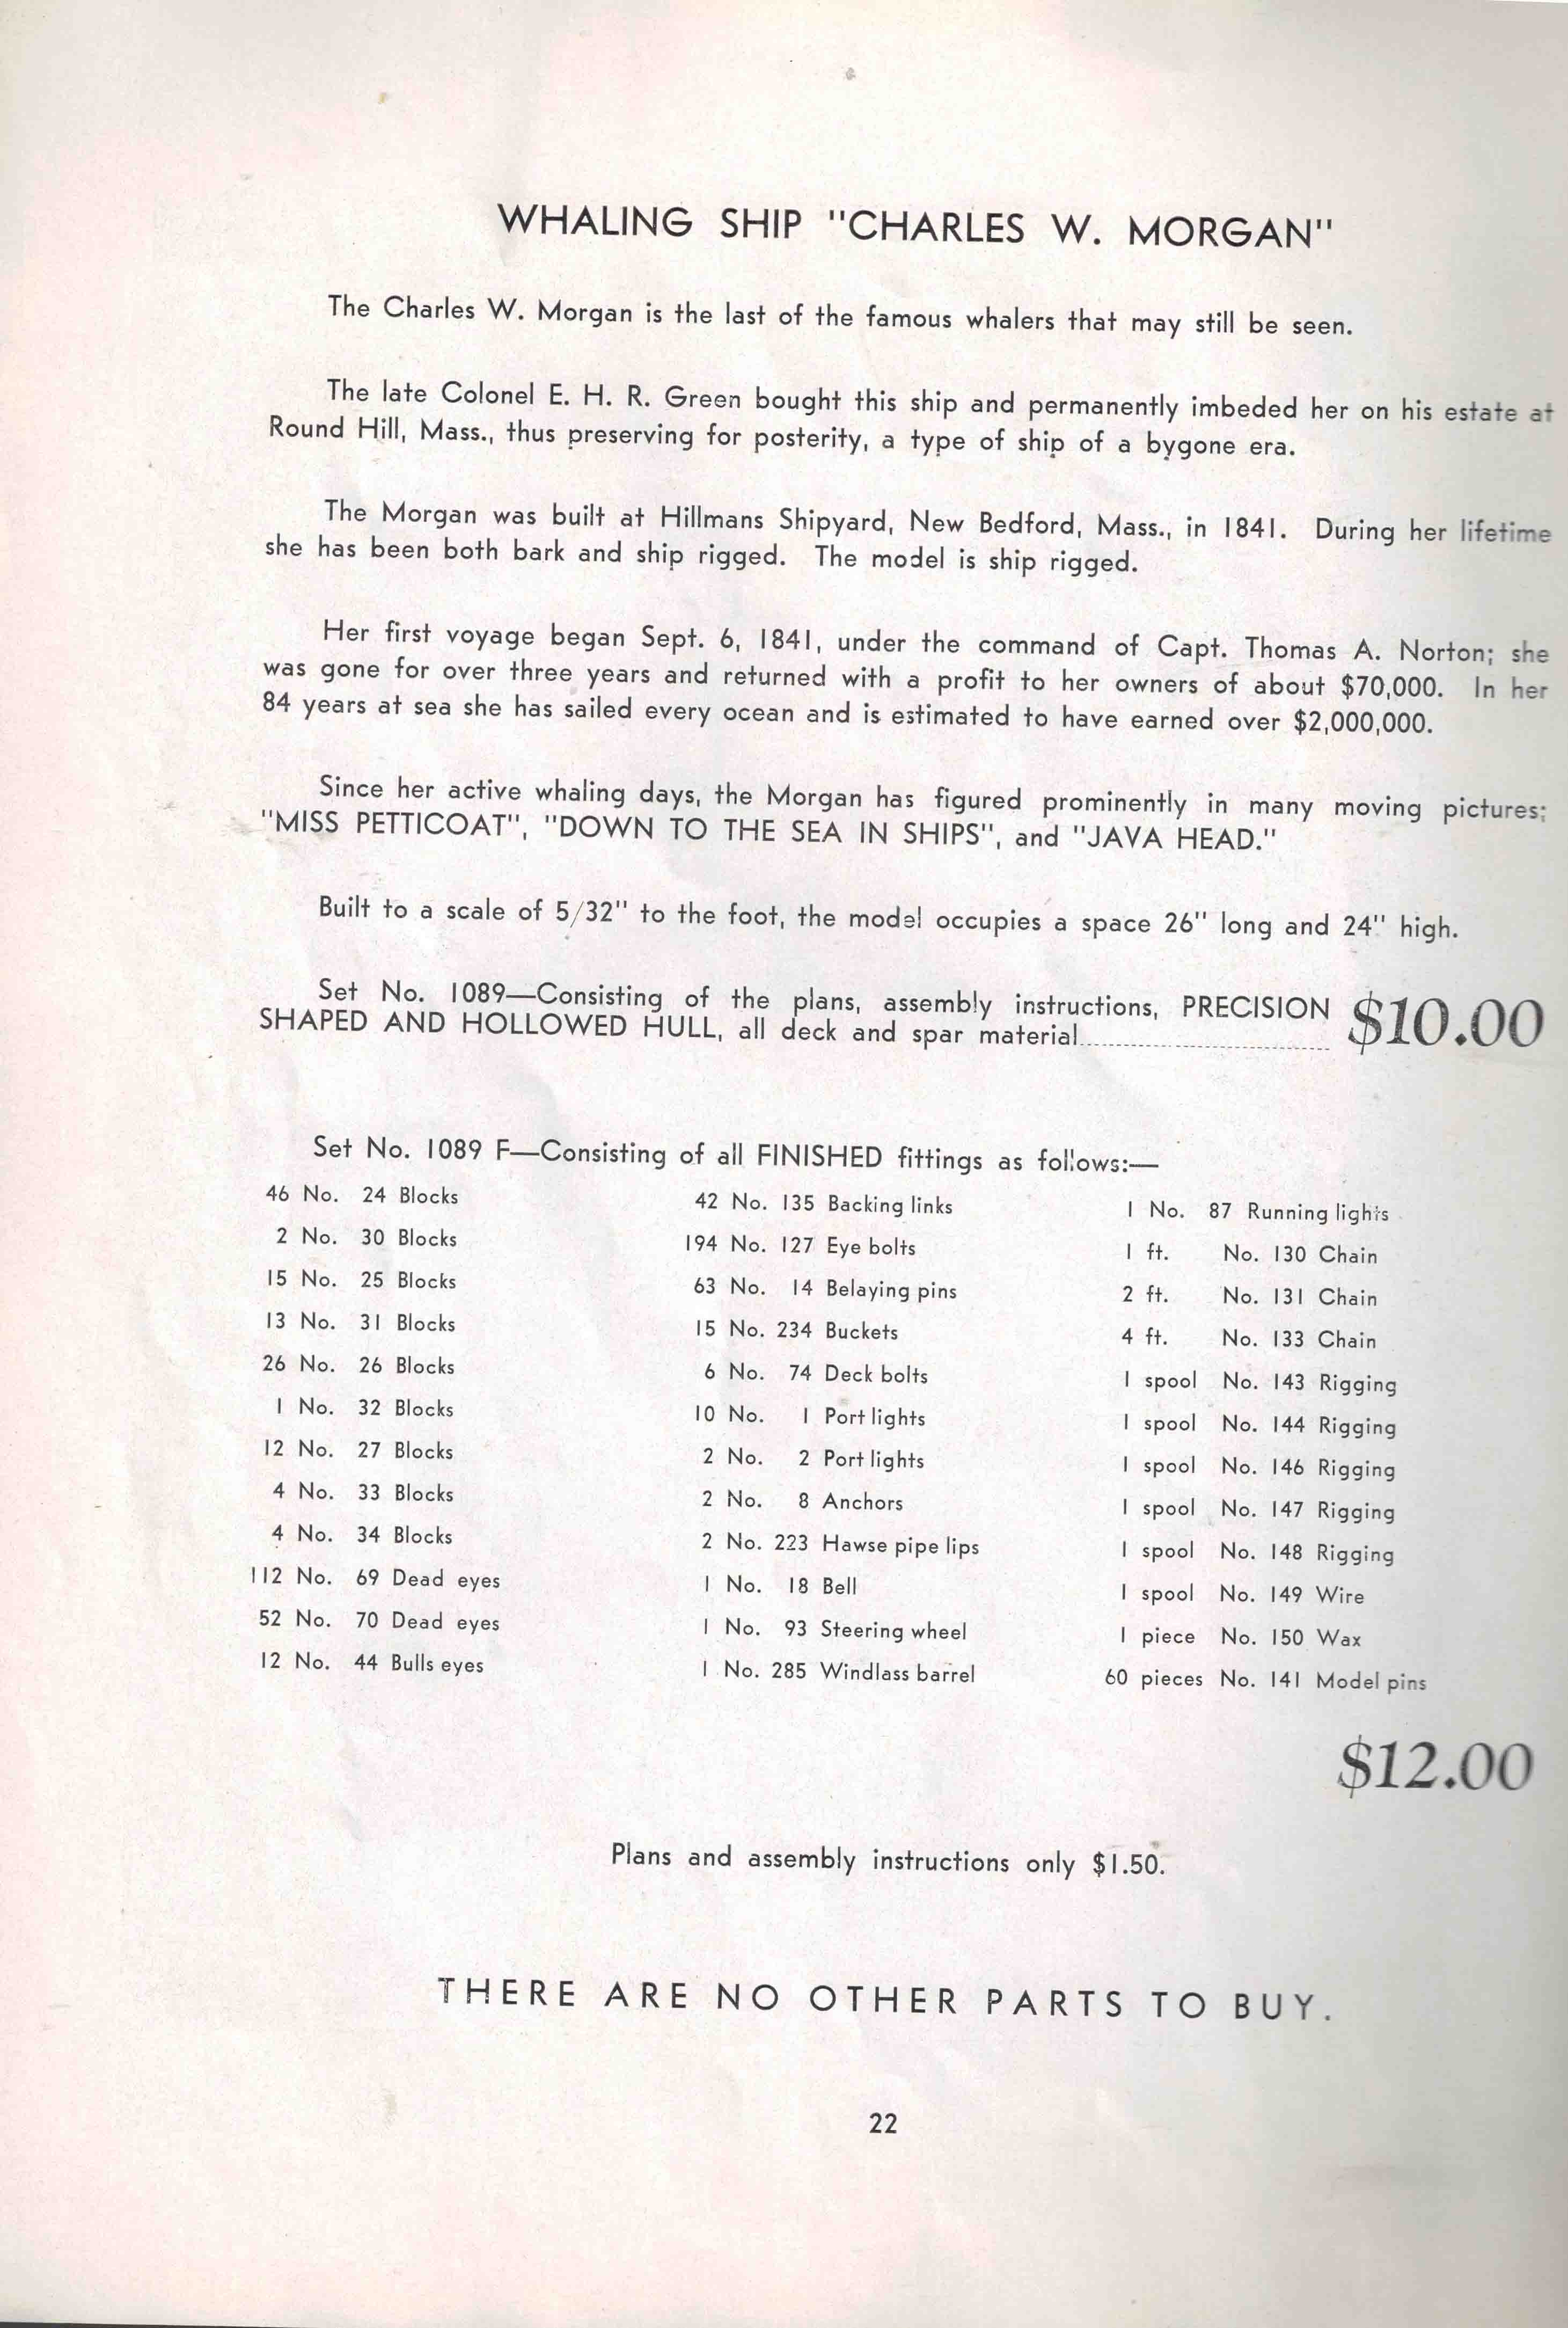 WHALING SHIP "CHARLES W. MORGAN"
The Charles W. Morgan is the last of the famous whalers that may still be seen.
The late Colonel E. H. R. Green bought this ship and permanently imbeded her on his estate at
Round Hill, Mass., thus preserving for posterity, a type of ship of a bygone era.
The Morgan was built at Hillmans Shipyard, New Bedford, Mass., in 1841. During her lifetime
she has been both bark and ship rigged. The model is ship rigged.
Her first voyage began Sept. 6, 1841, under the command of Capt. Thomas A. Norton; she
was gone for over three years and returned with a profit to her owners of about $70,000. In her
84 years at sea she has sailed every ocean and is estimated to have earned over $2,000,000.
Since her active whaling days, the Morgan has figured prominently in many moving pictures;
"MISS PETTICOAT", "DOWN TO THE SEA IN SHIPS", and "JAVA HEAD."
Built to a scale of 5/32" to the foot, the model occupies a space 26" long and 24" high.
Set No. 1089—Consisting of the plans, assembly instructions, PRECISION
SHAPED AND HOLLOWED HULL, all deck and spar material.............................. $10.00
Set No. 1089 F—Consisting of all FINISHED fittings as follows:—
46 No. 24 Blocks
2 No. 30 Blocks
15 No. 25 Blocks
13 No. 31 Blocks
26 No. 26 Blocks
1 No. 32 Blocks
12 No. 27 Blocks
4 No. 33 Blocks
4 No. 34 Blocks
112 No. 69 Dead eyes
52 No. 70 Dead eyes
12 No. 44 Bulls eyes
42 No. 135 Backing links
194 No. 127 Eye bolts
63 No. 14 Belaying pins
15 No. 234 Buckets
6 No. 74 Deck bolts
10 No. 1 Port lights
2 No. 2 Port lights
2 No. 8 Anchors
2 No. 223 Hawse pipe lips
1 No. 18 Bell
1 No. 93 Steering wheel
1 No. 285 Windlass barrel
1 No. 87 Running lights
1 ft. No. 130 Chain
2 ft. No. 131 Chain
4 ft. No. 133 Chain
1 spool No. 143 Rigging
1 spool No. 144 Rigging
1 spool No. 146 Rigging
1 spool No. 147 Rigging
1 spool No. 148 Rigging
1 spool No. 149 Wire
1 piece No. 150 Wax
60 pieces No. 141 Model pins
$12.00
Plans and assembly instructions only $1.50.
THERE ARE NO OTHER PARTS TO BUY.
22